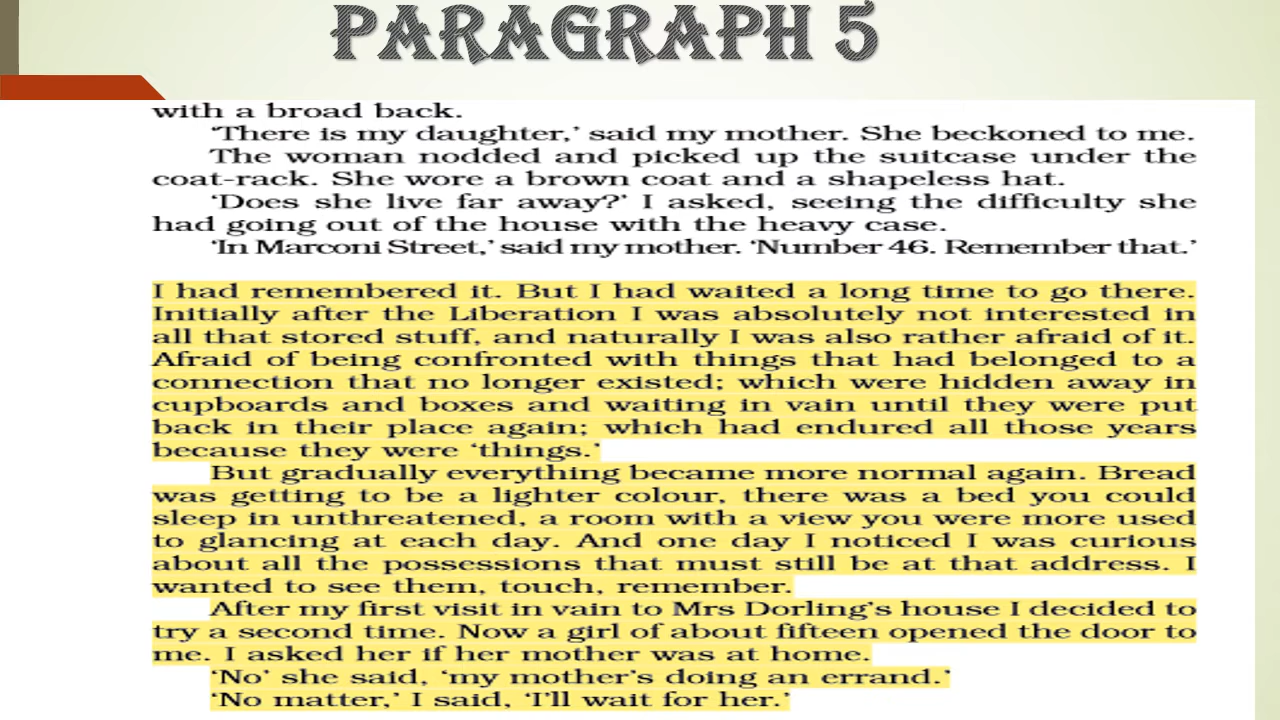 PARAGRAPH 5
with a broad back.
‘There is my daughter,’ said my mother. She beckoned to me.
The woman nodded and picked up the suitcase under the
coat-rack. She wore a brown coat and a shapeless hat.
‘Does she live far away?’ I asked, seeing the difficulty she
had going out of the house with the heavy case.
‘In Marconi Street,’ said my mother. ‘Number 46. Remember that.’
I had remembered it. But I had waited a long time to go there.
Initially after the Liberation I was absolutely not interested in
all that stored stuff, and naturally I was also rather afraid of it.
Afraid of being confronted with things that had belonged to a
connection that no longer existed; which were hidden away in
cupboards and boxes and waiting in vain until they were put
back in their place again; which had endured all those years
because they were ‘things.’
But gradually everything became more normal again. Bread
was getting to be a lighter colour, there was a bed you could
sleep in unthreatened, a room with a view you were more used
to glancing at each day. And one day I noticed I was curious
about all the possessions that must still be at that address. I
wanted to see them, touch, remember.
After my first visit in vain to Mrs Dorling’s house I decided to
try a second time. Now a girl of about fifteen opened the door to
me. I asked her if her mother was at home.
‘No’ she said, ‘my mother’s doing an errand.’
‘No matter,’ I said, ‘I’ll wait for her.’